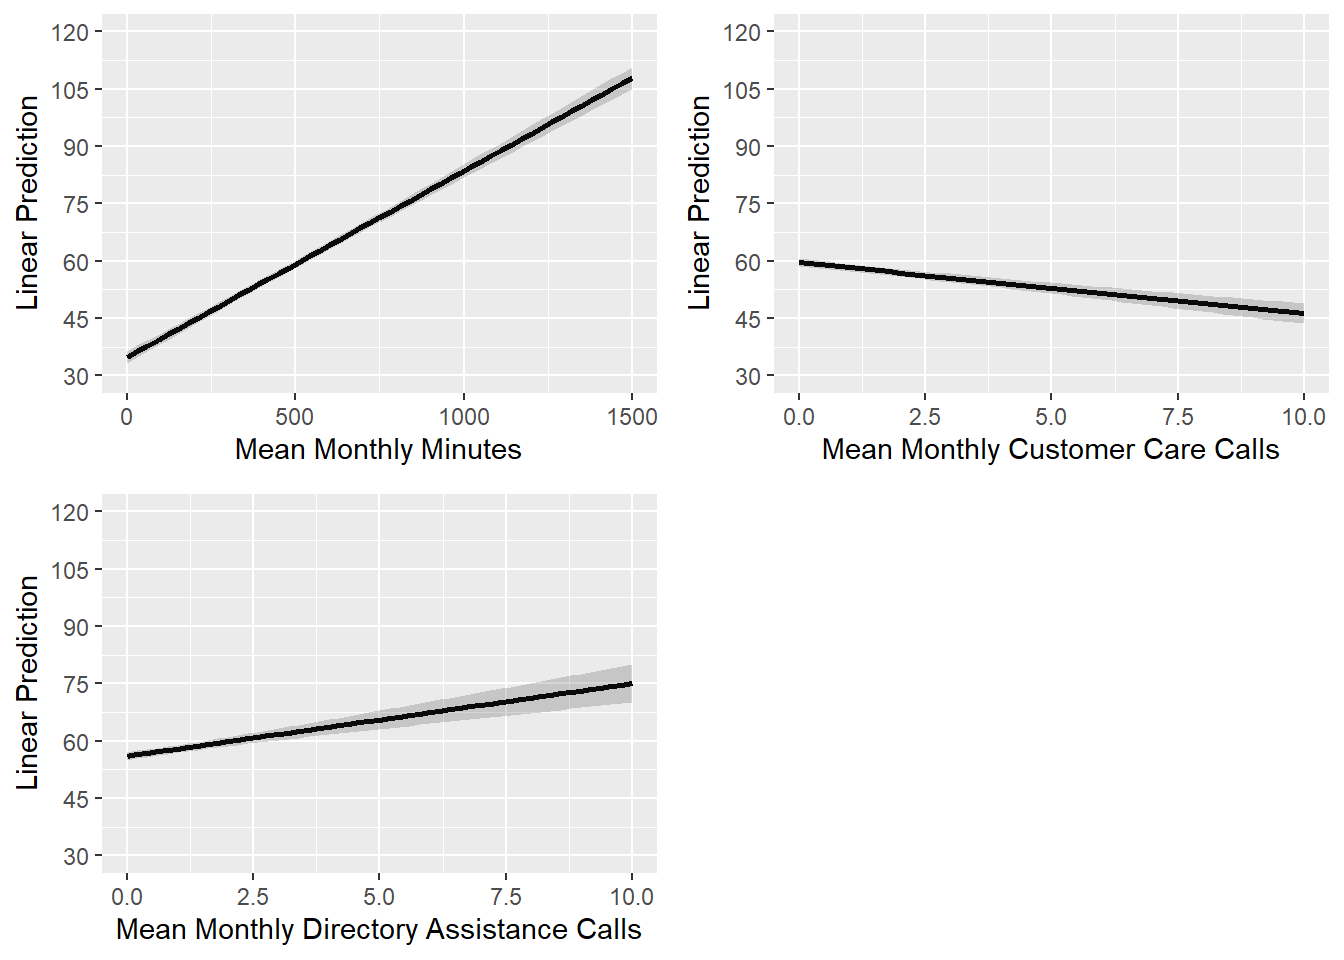 120
105
90
75
60
45
30
Linear Prediction
0 500 1000 1500
Mean Monthly Minutes
120
105
90
75
60
45
30
Linear Prediction
0.0 2.5 5.0 7.5 10.0
Mean Monthly Customer Care Calls
120
105
90
75
60
45
30
Linear Prediction
0.0 2.5 5.0 7.5 10.0
Mean Monthly Directory Assistance Calls